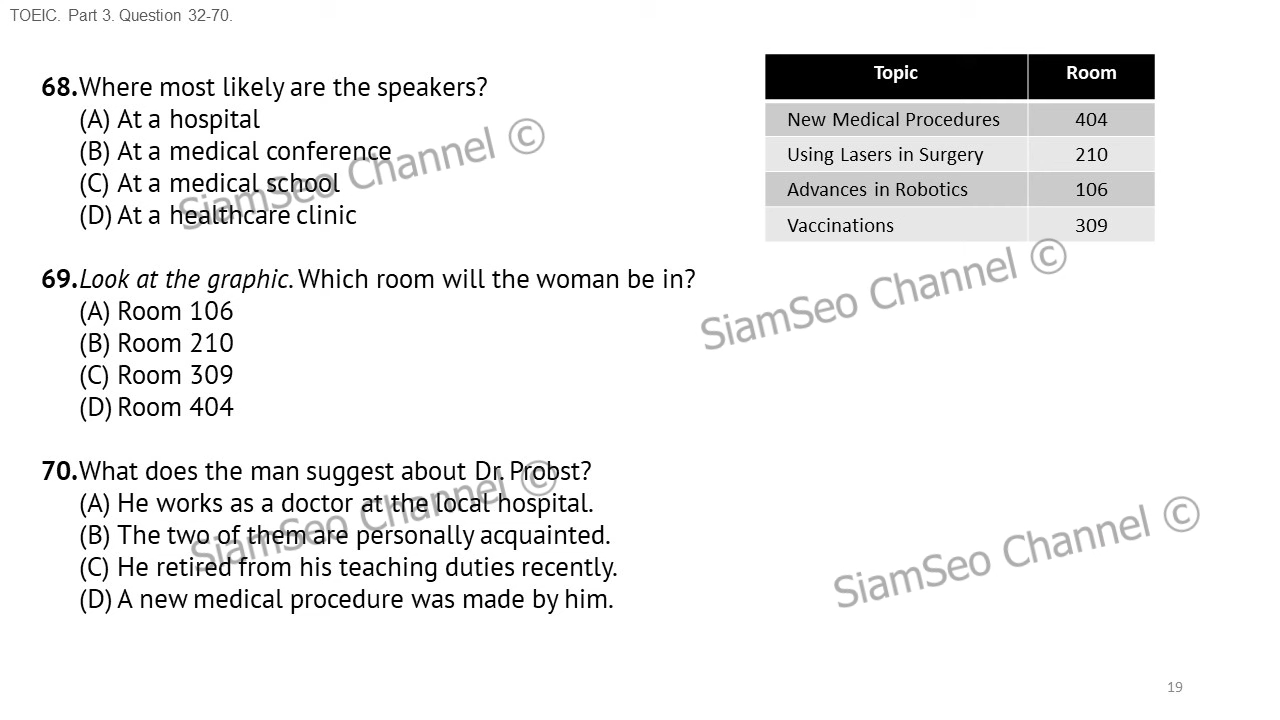 TOEIC. Part 3. Question 32-70.
68.Where most likely are the speakers?
(A) At a hospital
(B) At a medical conference
(C) At a medical school
(D) At a healthcare clinic
69.Look at the graphic. Which room will the woman be in?
(A) Room 106
(B) Room 210
(C) Room 309
(D) Room 404
70.What does the man suggest about Dr. Probst?
(A) He works as a doctor at the local hospital.
(B) The two of them are personally acquainted.
(C) He retired from his teaching duties recently.
(D) A new medical procedure was made by him.
Topic Room
New Medical Procedures 404
Using Lasers in Surgery 210
Advances in Robotics 106
Vaccinations 309
SiamSeo Channel ©
SiamSeo Channel ©
SiamSeo Channel ©
SiamSeo Channel ©
19